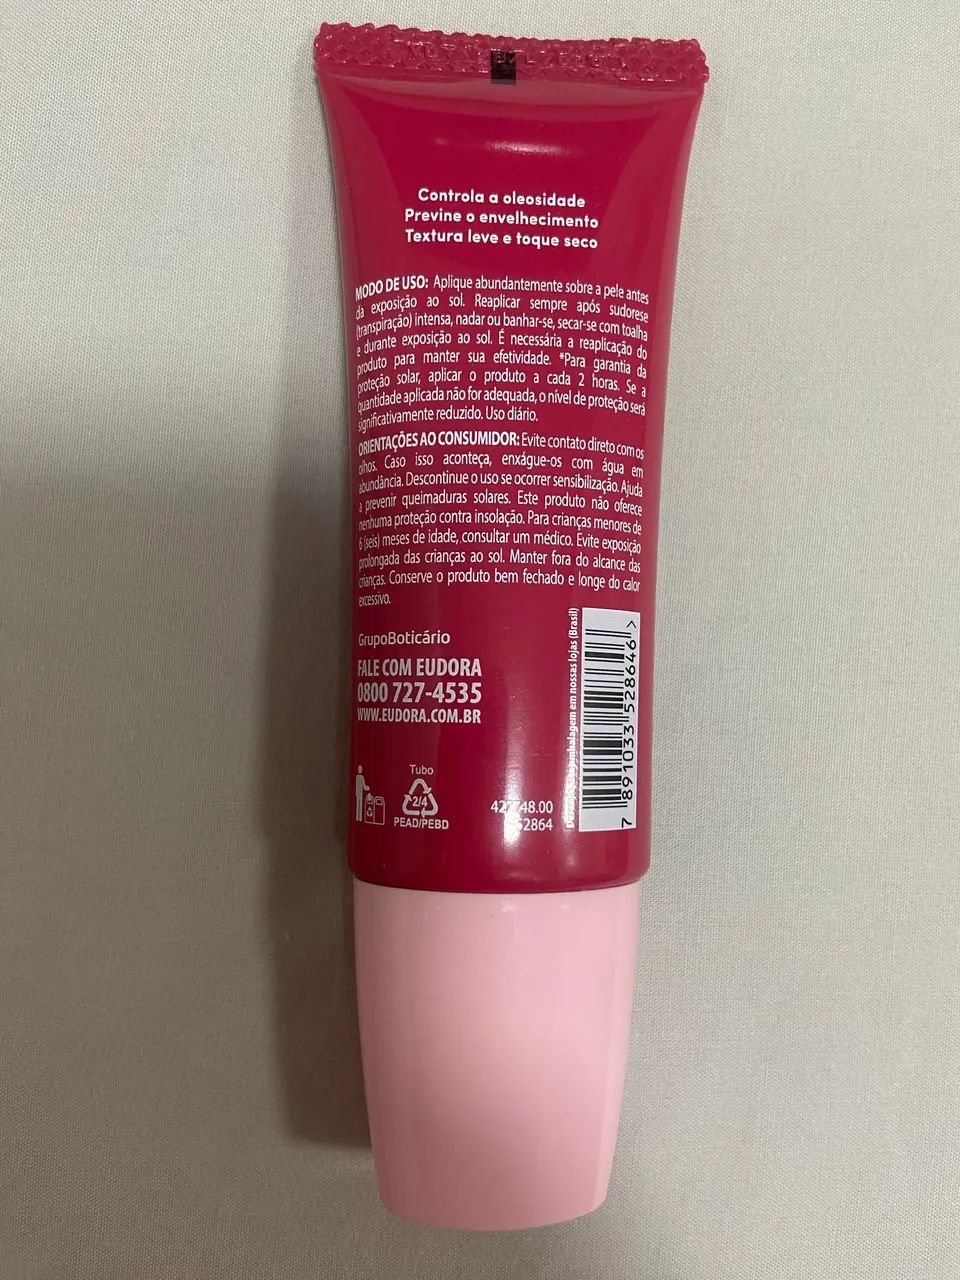 Controla a oleosidade
Previne o envelhecimento
Textura leve e toque seco
MODO DE USO: Aplique abundantemente sobre a pele antes
da exposição ao sol. Reaplicar sempre após sudorese
(transpiração) intensa, nadar ou banhar-se, secar-se com toalha
e durante exposição ao sol. É necessária a reaplicação do
produto para manter sua efetividade. *Para garantia da
proteção solar, aplicar o produto a cada 2 horas. Se a
quantidade aplicada não for adequada, o nível de proteção será
significativamente reduzido. Uso diário.
ORIENTAÇÕES AO CONSUMIDOR: Evite contato direto com os
olhos. Caso isso aconteça, enxágue-os com água em
abundância. Descontinue o uso se ocorrer sensibilização. Ajuda
a prevenir queimaduras solares. Este produto não oferece
nenhuma proteção contra insolação. Para crianças menores de
6 (seis) meses de idade, consultar um médico. Evite exposição
prolongada das crianças ao sol. Manter fora do alcance das
crianças. Conserve o produto bem fechado e longe do calor
excessivo.
GrupoBoticário
FALE COM EUDORA
0800 727-4535
WWW.EUDORA.COM.BR
Tubo
2/4
PEAD/PEBD
embalagem em nossas lojas (Brasil)
7 891033 528646 >